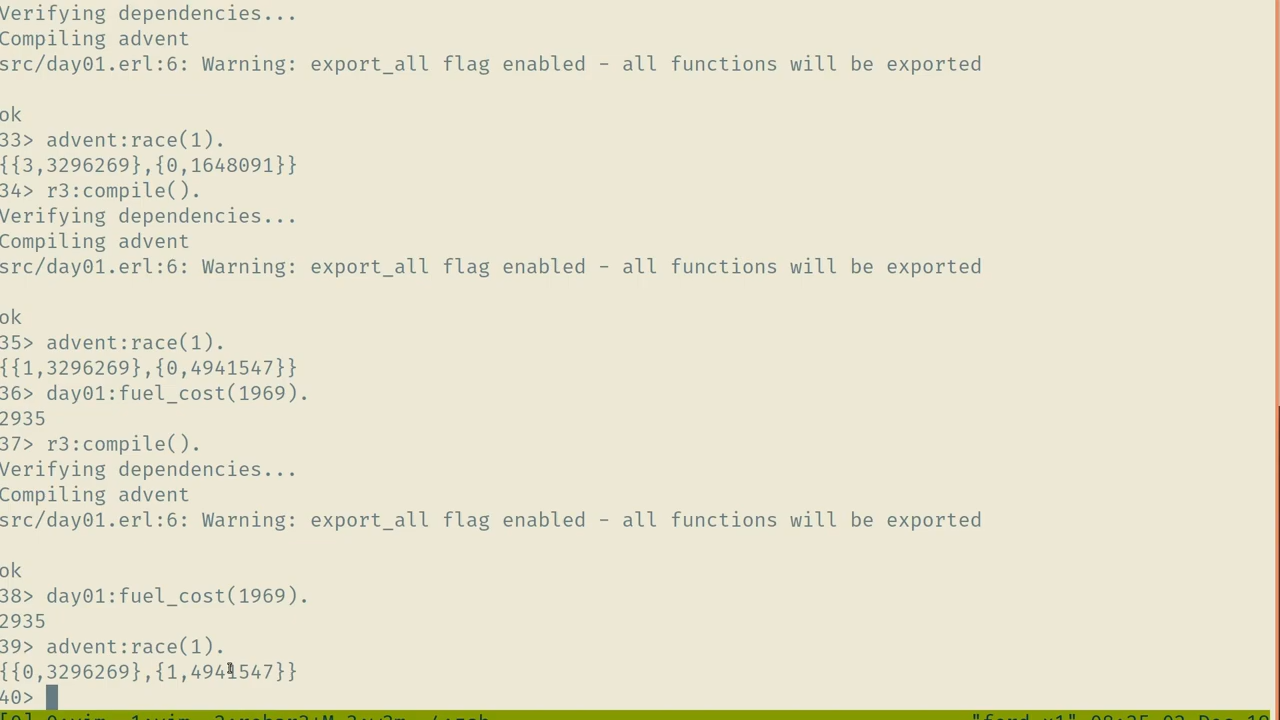 Verifying dependencies...
Compiling advent
src/day01.erl:6: Warning: export_all flag enabled - all functions will be exported
ok
33> advent:race(1).
{{3,3296269},{0,1648091}}
34> r3:compile().
Verifying dependencies...
Compiling advent
src/day01.erl:6: Warning: export_all flag enabled - all functions will be exported
ok
35> advent:race(1).
{{1,3296269},{0,4941547}}
36> day01:fuel_cost(1969).
2935
37> r3:compile().
Verifying dependencies...
Compiling advent
src/day01.erl:6: Warning: export_all flag enabled - all functions will be exported
ok
38> day01:fuel_cost(1969).
2935
39> advent:race(1).
{{0,3296269},{1,4941547}}
40>